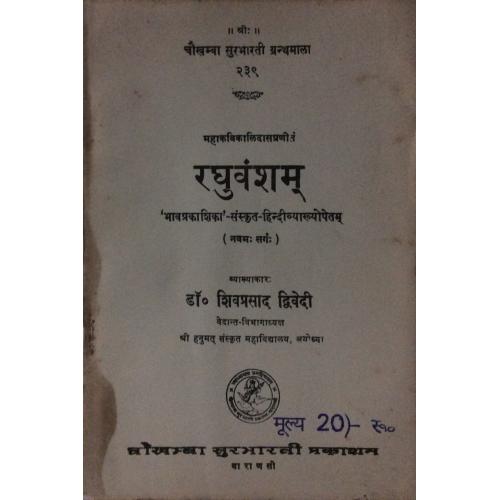 ॥ श्रीः ॥
चौखम्बा सुरभारती ग्रन्थमाला
२३९
महाकविकालिदासप्रणीतं
रघुवंशम्
'भावप्रकाशिका'-संस्कृत-हिन्दीव्याख्योपेतम्
( नवमः सर्गः )
व्याख्याकारः
डॉ० शिवप्रसाद द्विवेदी
वेदान्त-विभागाध्यक्ष
श्री हनुमत् संस्कृत महाविद्यालय, अयोध्या
मूल्य 20)- रू०
चौखम्बा सुरभारती प्रकाशन
वाराणसी